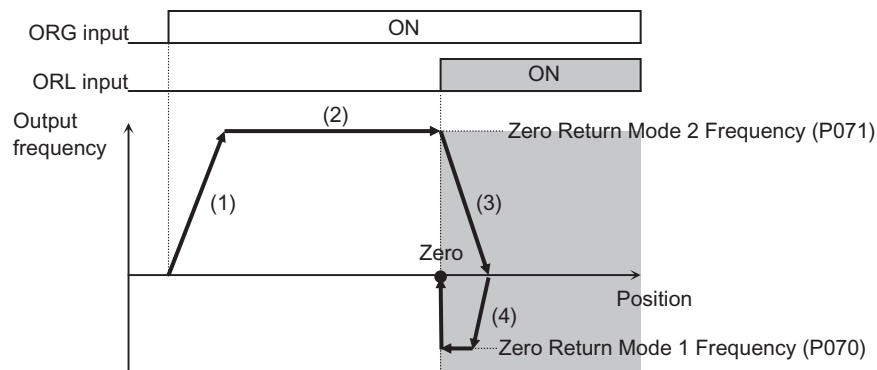 ORG input
ON
ORL input
ON
Output
frequency
(2)
Zero Return Mode 2 Frequency (P071)
(1)
(3)
Zero
Position
(4)
Zero Return Mode 1 Frequency (P070)